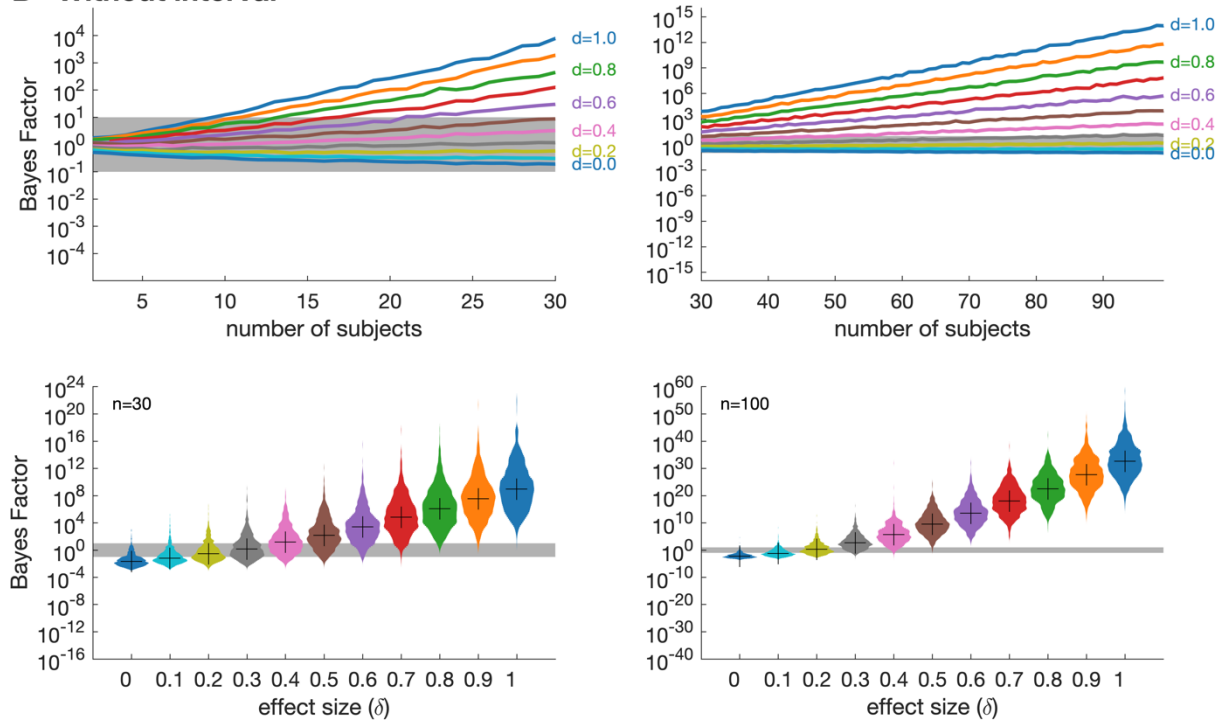 Bayes Factor
10^4
10^3
10^2
10^1
10^0
10^-1
10^-2
10^-3
10^-4
5 10 15 20 25 30
number of subjects
d=1.0
d=0.8
d=0.6
d=0.4
d=0.2
d=0.0
10^15
10^12
10^9
10^6
10^3
10^0
10^-3
10^-6
10^-9
10^-12
10^-15
30 40 50 60 70 80 90
number of subjects
d=1.0
d=0.8
d=0.6
d=0.4
d=0.2
d=0.0
Bayes Factor
10^24
10^20
10^16
10^12
10^8
10^4
10^0
10^-4
10^-8
10^-12
10^-16
n=30
0 0.1 0.2 0.3 0.4 0.5 0.6 0.7 0.8 0.9 1
effect size (δ)
10^60
10^50
10^40
10^30
10^20
10^10
10^0
10^-10
10^-20
10^-30
10^-40
n=100
0 0.1 0.2 0.3 0.4 0.5 0.6 0.7 0.8 0.9 1
effect size (δ)